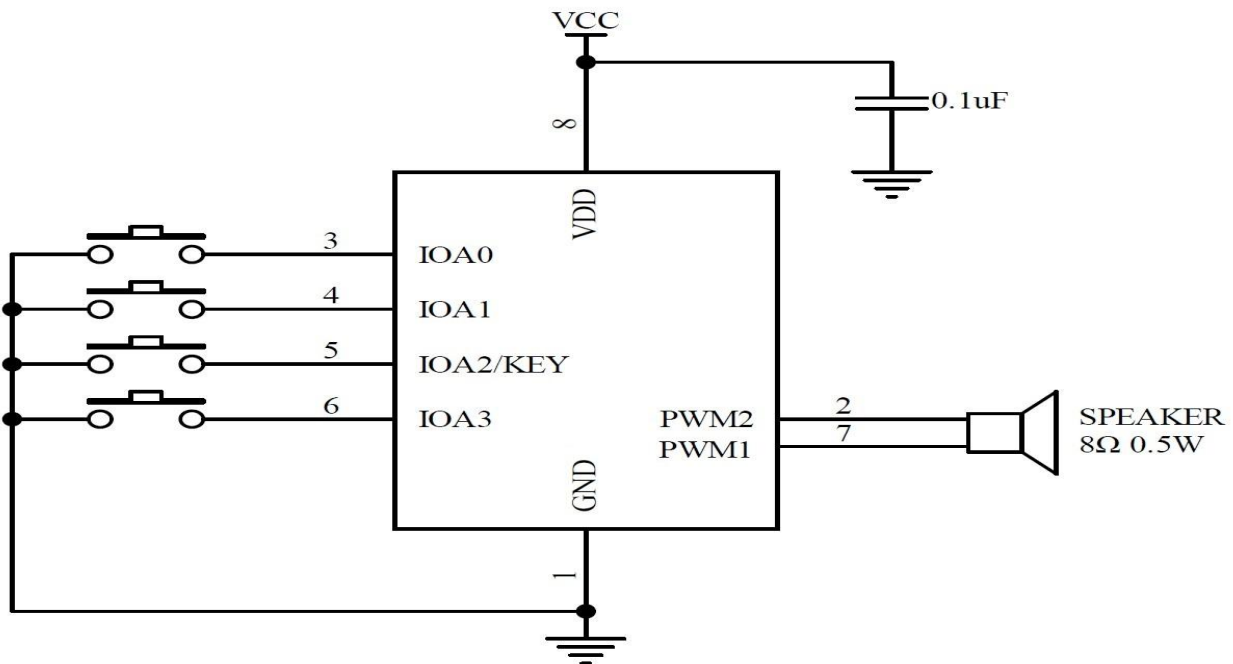 VCC
0.1uF
8
VDD
3
IOA0
4
IOA1
5
IOA2/KEY
6
IOA3
PWM2
2
PWM1
7
SPEAKER
8Ω 0.5W
GND
1